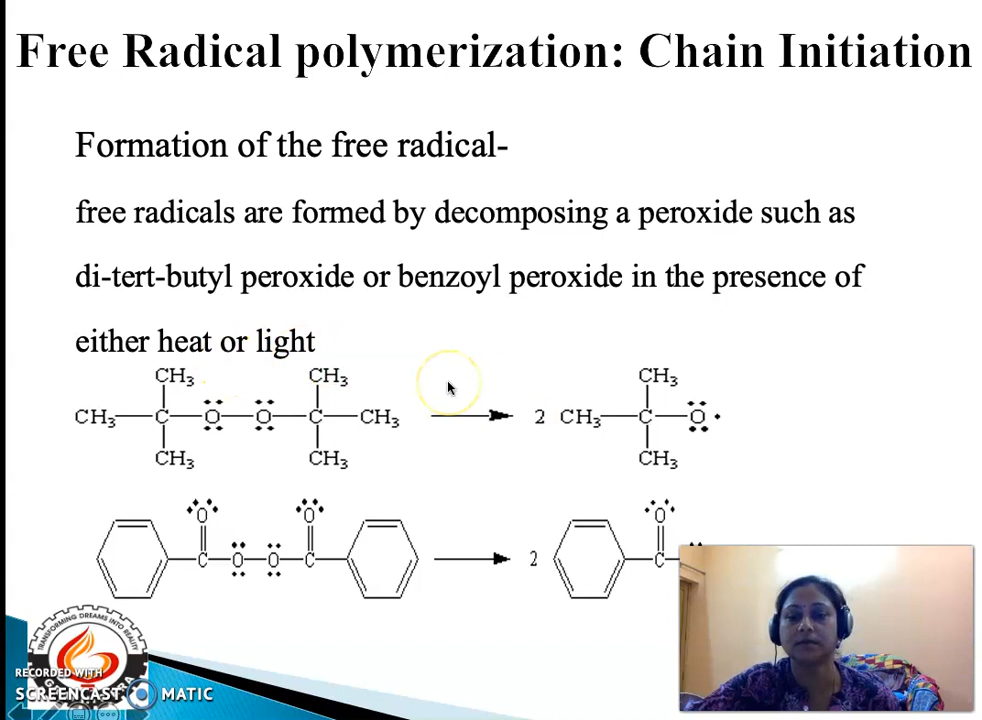 Free Radical polymerization: Chain Initiation
Formation of the free radical-
free radicals are formed by decomposing a peroxide such as
di-tert-butyl peroxide or benzoyl peroxide in the presence of
either heat or light
CH3 CH3 CH3
CH3 C O O C CH3 2 CH3 C O
CH3 CH3 CH3
O O O
C O O C 2 C
TRANSFORMING DREAMS INTO REALITY
RECORDED WITH
SCREENCAST MATIC